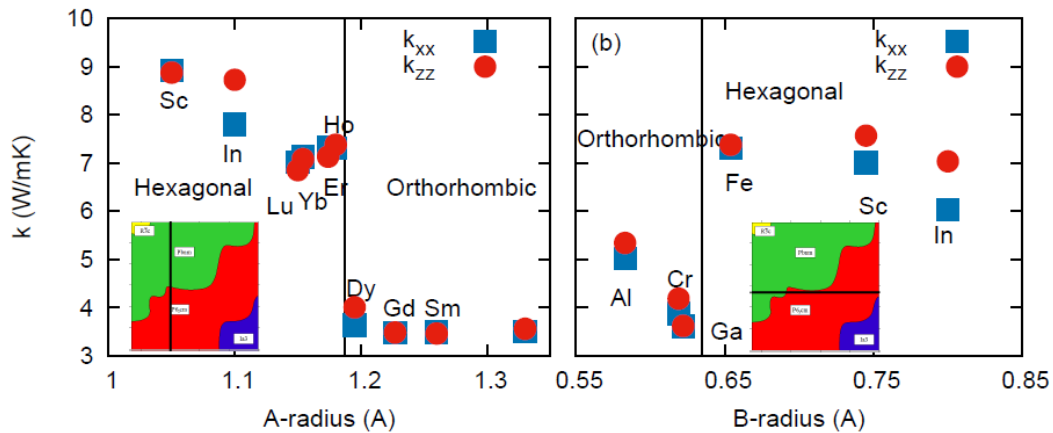 10
9
8
7
6
5
4
3
k (W/mK)
1
1.1
1.2
1.3
A-radius (A)
k_xx
k_zz
Sc
In
Ho
Lu
Yb
Er
Hexagonal
Orthorhombic
Dy
Gd
Sm
(b)
k_xx
k_zz
Hexagonal
Orthorhombic
Fe
Sc
In
Al
Cr
Ga
0.55
0.65
0.75
0.85
B-radius (A)